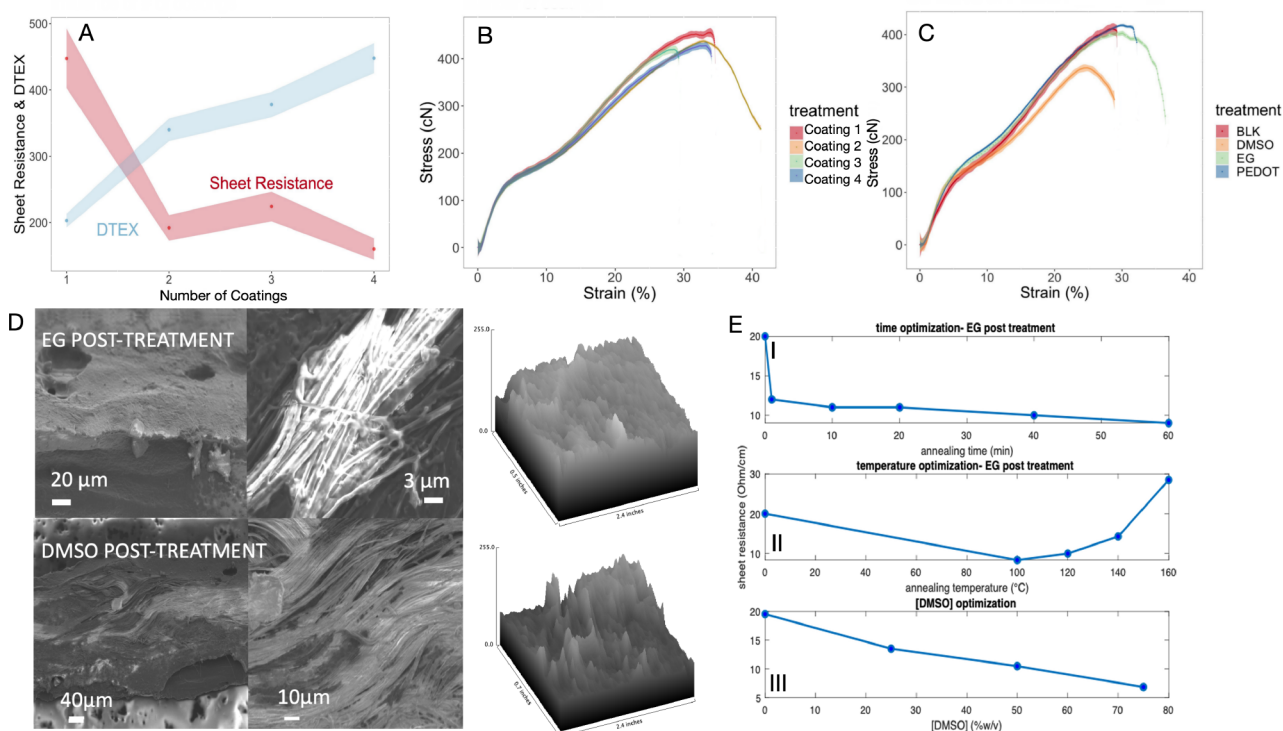 A
Sheet Resistance & DTEX
500
400
300
200
Sheet Resistance
DTEX
1
2
3
4
Number of Coatings
B
Stress (cN)
400
300
200
100
0
0
10
20
30
40
Strain (%)
treatment
Coating 1
Coating 2
Coating 3
Coating 4
C
Stress (cN)
400
300
200
100
0
0
10
20
30
40
Strain (%)
treatment
BLK
DMSO
EG
PEDOT
D
EG POST-TREATMENT
20 µm
3 µm
255.0
0.0
0.5 inches
2.4 inches
DMSO POST-TREATMENT
40µm
10µm
255.0
0.0
0.7 inches
2.4 inches
E
time optimization- EG post treatment
I
20
15
10
0
10
20
30
40
50
60
annealing time (min)
temperature optimization- EG post treatment
sheet resistance (Ohm/cm)
II
30
20
10
0
20
40
60
80
100
120
140
160
annealing temperature (°C)
[DMSO] optimization
III
20
15
10
5
0
10
20
30
40
50
60
70
80
[DMSO] (%w/v)